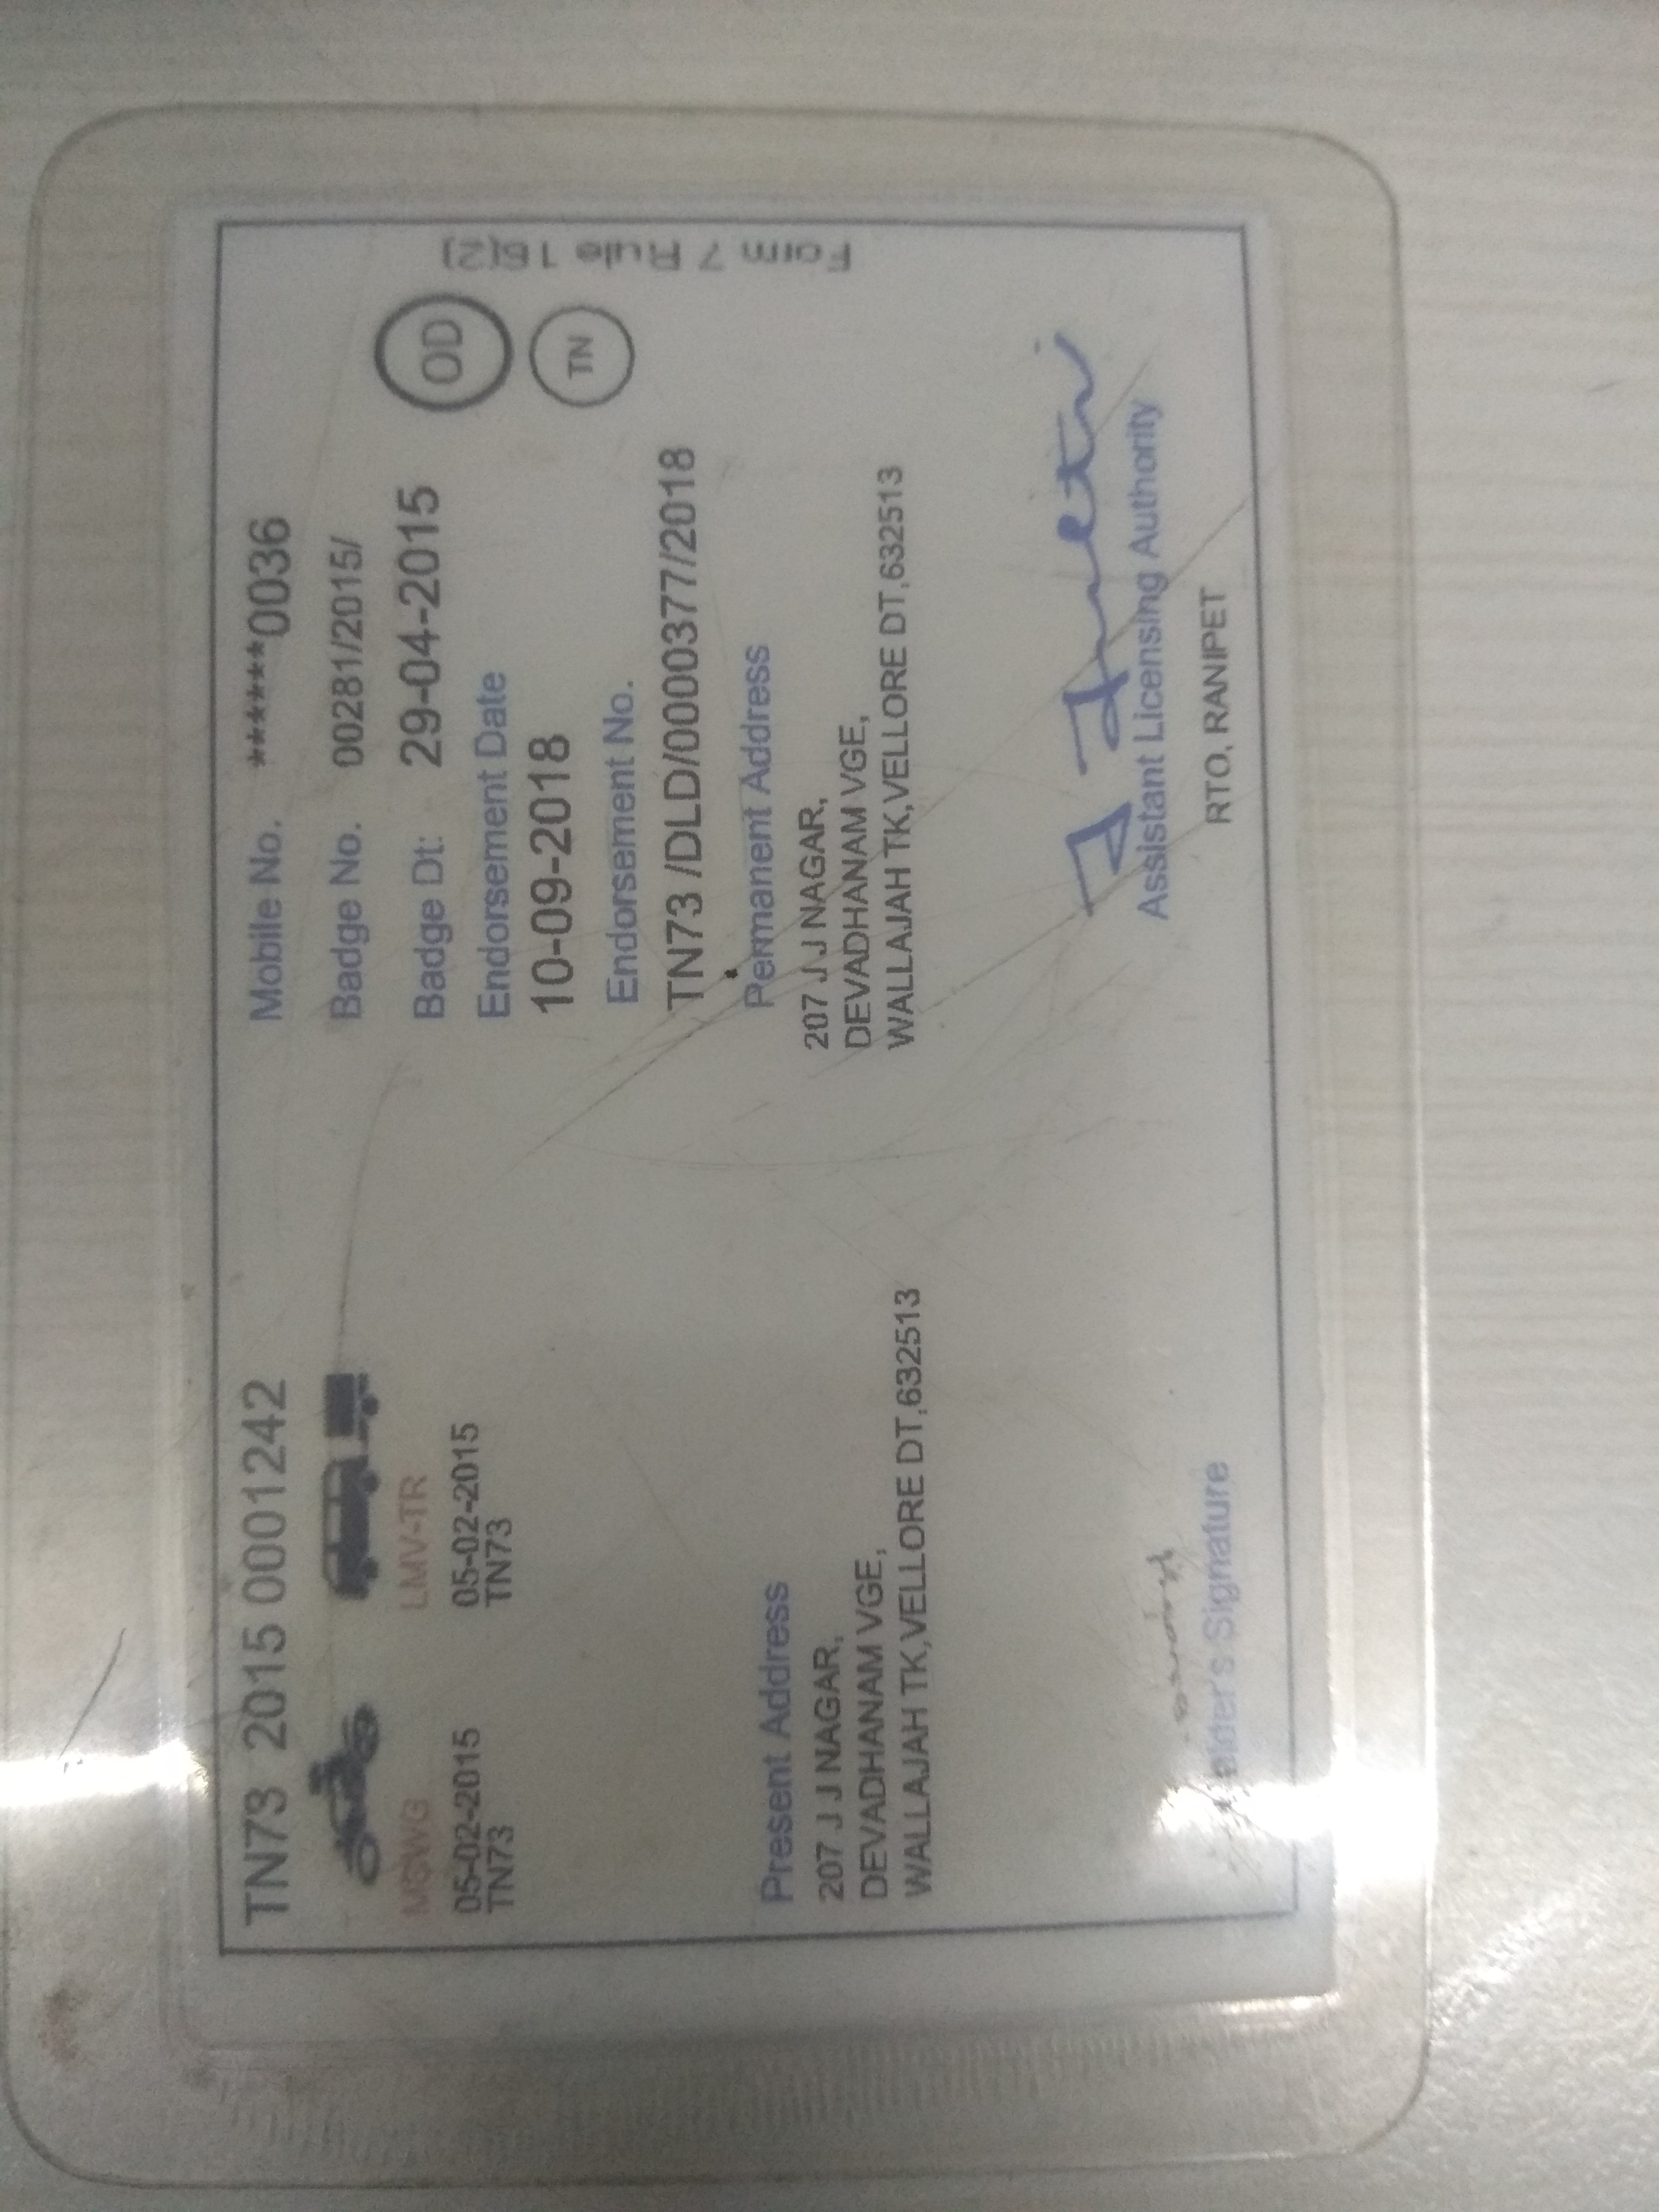 TN73 2015 0001242
MCWG
LMV-TR
05-02-2015
TN73
05-02-2015
TN73
Mobile No. ******0036
Badge No. 00281/2015/
Badge Dt: 29-04-2015
Endorsement Date
10-09-2018
Endorsement No.
TN73 /DLD/0000377/2018
OD
TN
Form 7 Rule 16(2)
Present Address
207 J J NAGAR,
DEVADHANAM VGE,
WALLAJAH TK,VELLORE DT,632513
Permanent Address
207 J J NAGAR,
DEVADHANAM VGE,
WALLAJAH TK,VELLORE DT,632513
Holder's Signature
Assistant Licensing Authority
RTO, RANIPET